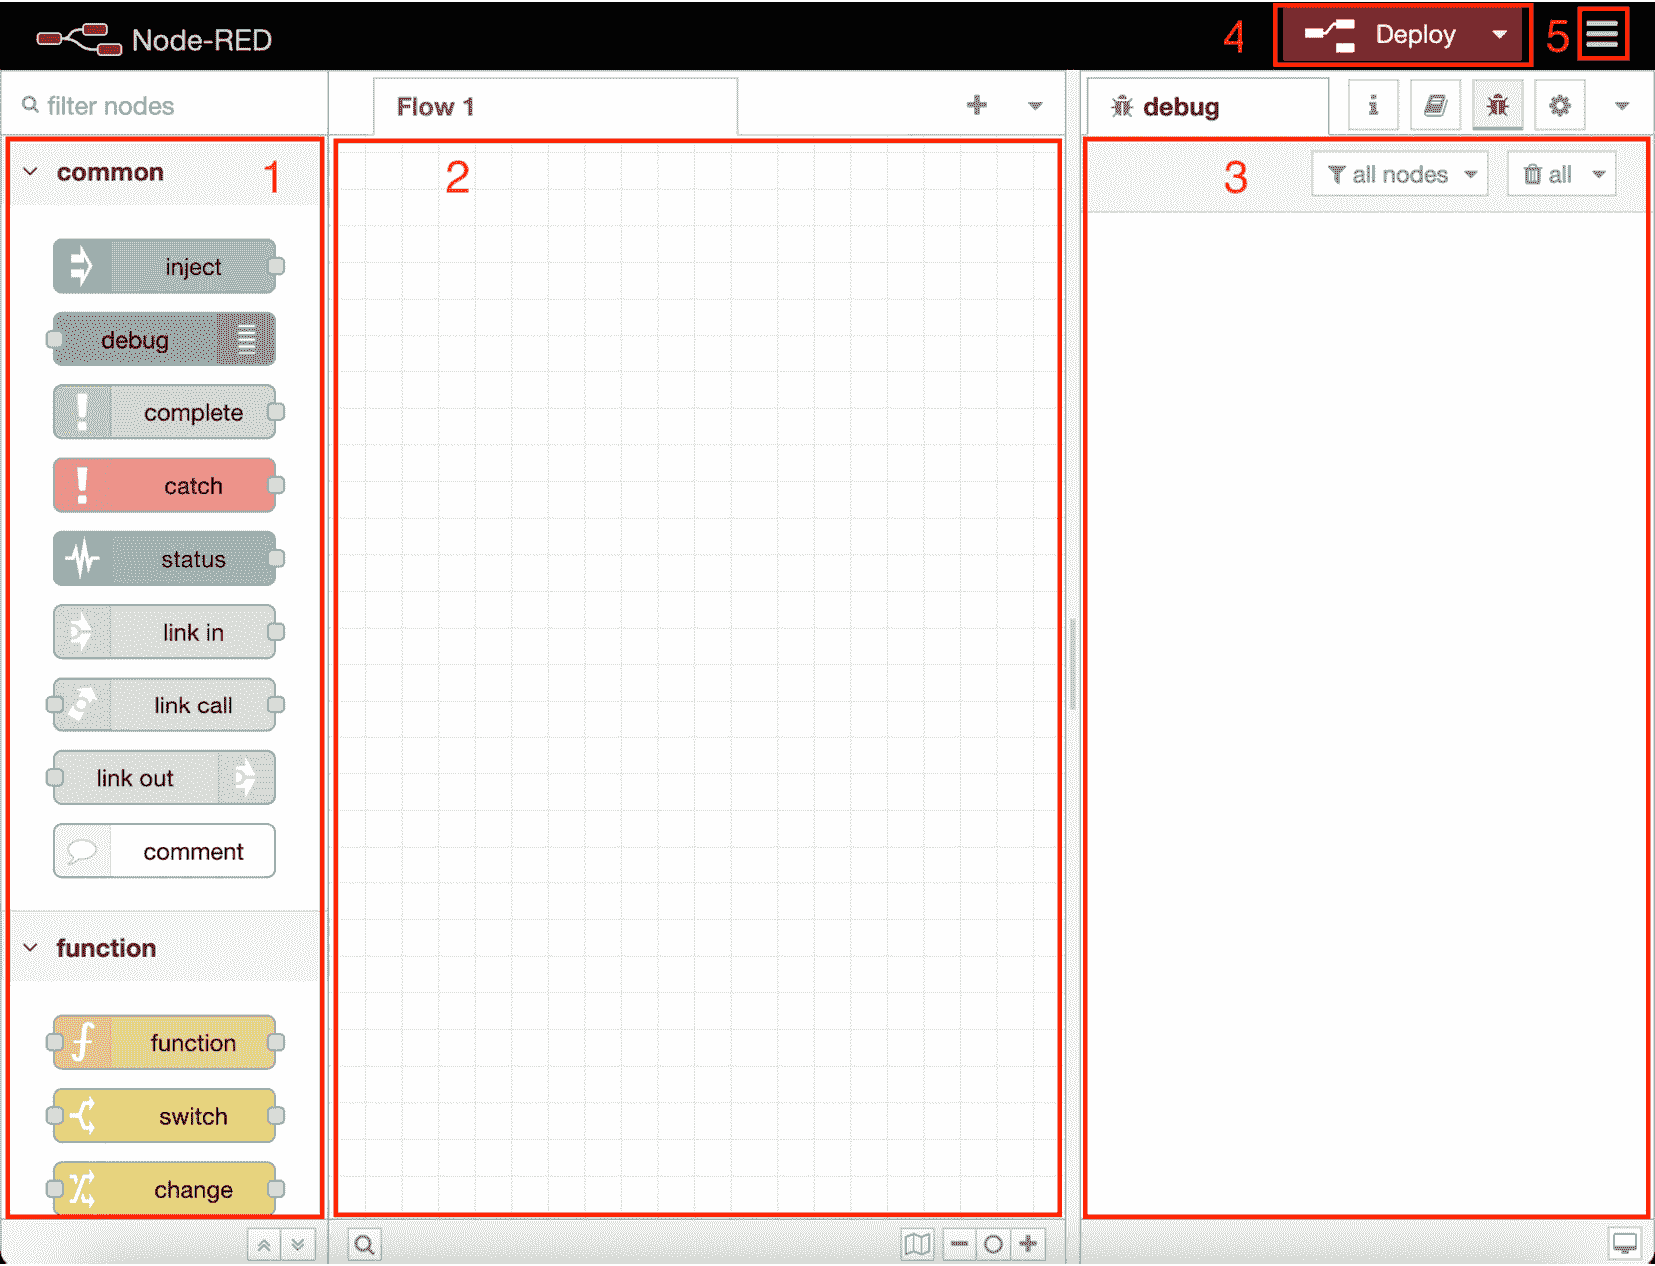 Node-RED
4
Deploy
5
filter nodes
Flow 1
debug
i
common
1
2
3
all nodes
all
inject
debug
complete
catch
status
link in
link call
link out
comment
function
function
switch
change